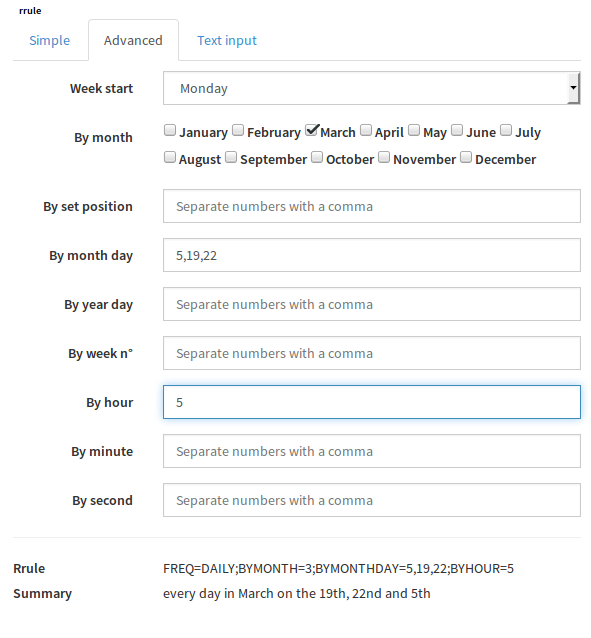 rrule
Simple Advanced Text input
Week start Monday
By month January February March April May June July
August September October November December
By set position Separate numbers with a comma
By month day 5,19,22
By year day Separate numbers with a comma
By week n° Separate numbers with a comma
By hour 5
By minute Separate numbers with a comma
By second Separate numbers with a comma
Rrule FREQ=DAILY;BYMONTH=3;BYMONTHDAY=5,19,22;BYHOUR=5
Summary every day in March on the 19th, 22nd and 5th